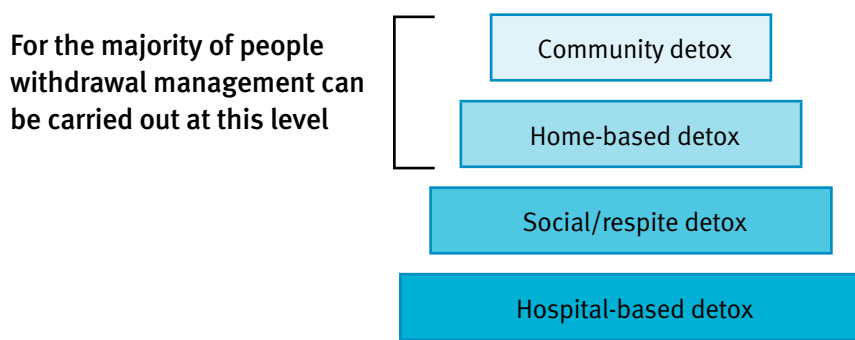 For the majority of people
withdrawal management can
be carried out at this level
Community detox
Home-based detox
Social/respite detox
Hospital-based detox